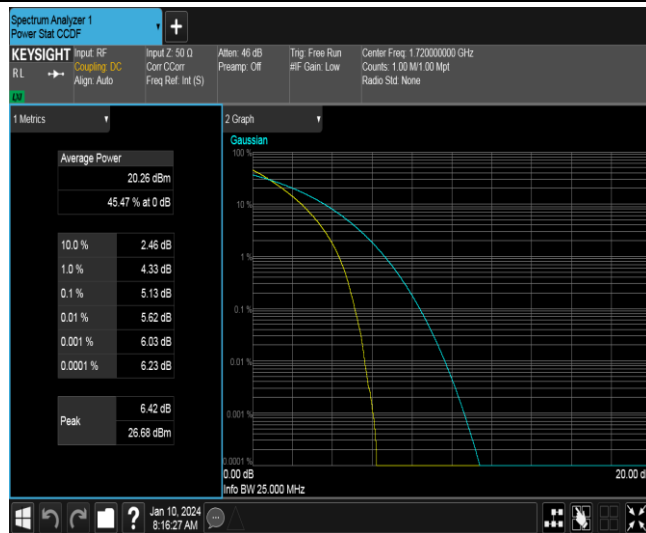 Spectrum Analyzer 1
Power Stat CCDF
+
KEYSIGHT
RL
Input: RF
Coupling: DC
Align: Auto
Input Z: 50 Ω
Corr CCorr
Freq Ref: Int (S)
Atten: 46 dB
Preamp: Off
Trig: Free Run
#IF Gain: Low
Center Freq: 1.720000000 GHz
Counts: 1.00 M/1.00 Mpt
Radio Std: None
1 Metrics
Average Power
20.26 dBm
45.47 % at 0 dB
10.0 % 2.46 dB
1.0 % 4.33 dB
0.1 % 5.13 dB
0.01 % 5.62 dB
0.001 % 6.03 dB
0.0001 % 6.23 dB
Peak
6.42 dB
26.68 dBm
2 Graph
Gaussian
100 %
10 %
1 %
0.1 %
0.01 %
0.001 %
0.0001 %
0.00 dB
20.00 d
Info BW 25.000 MHz
?
Jan 10, 2024
8:16:27 AM